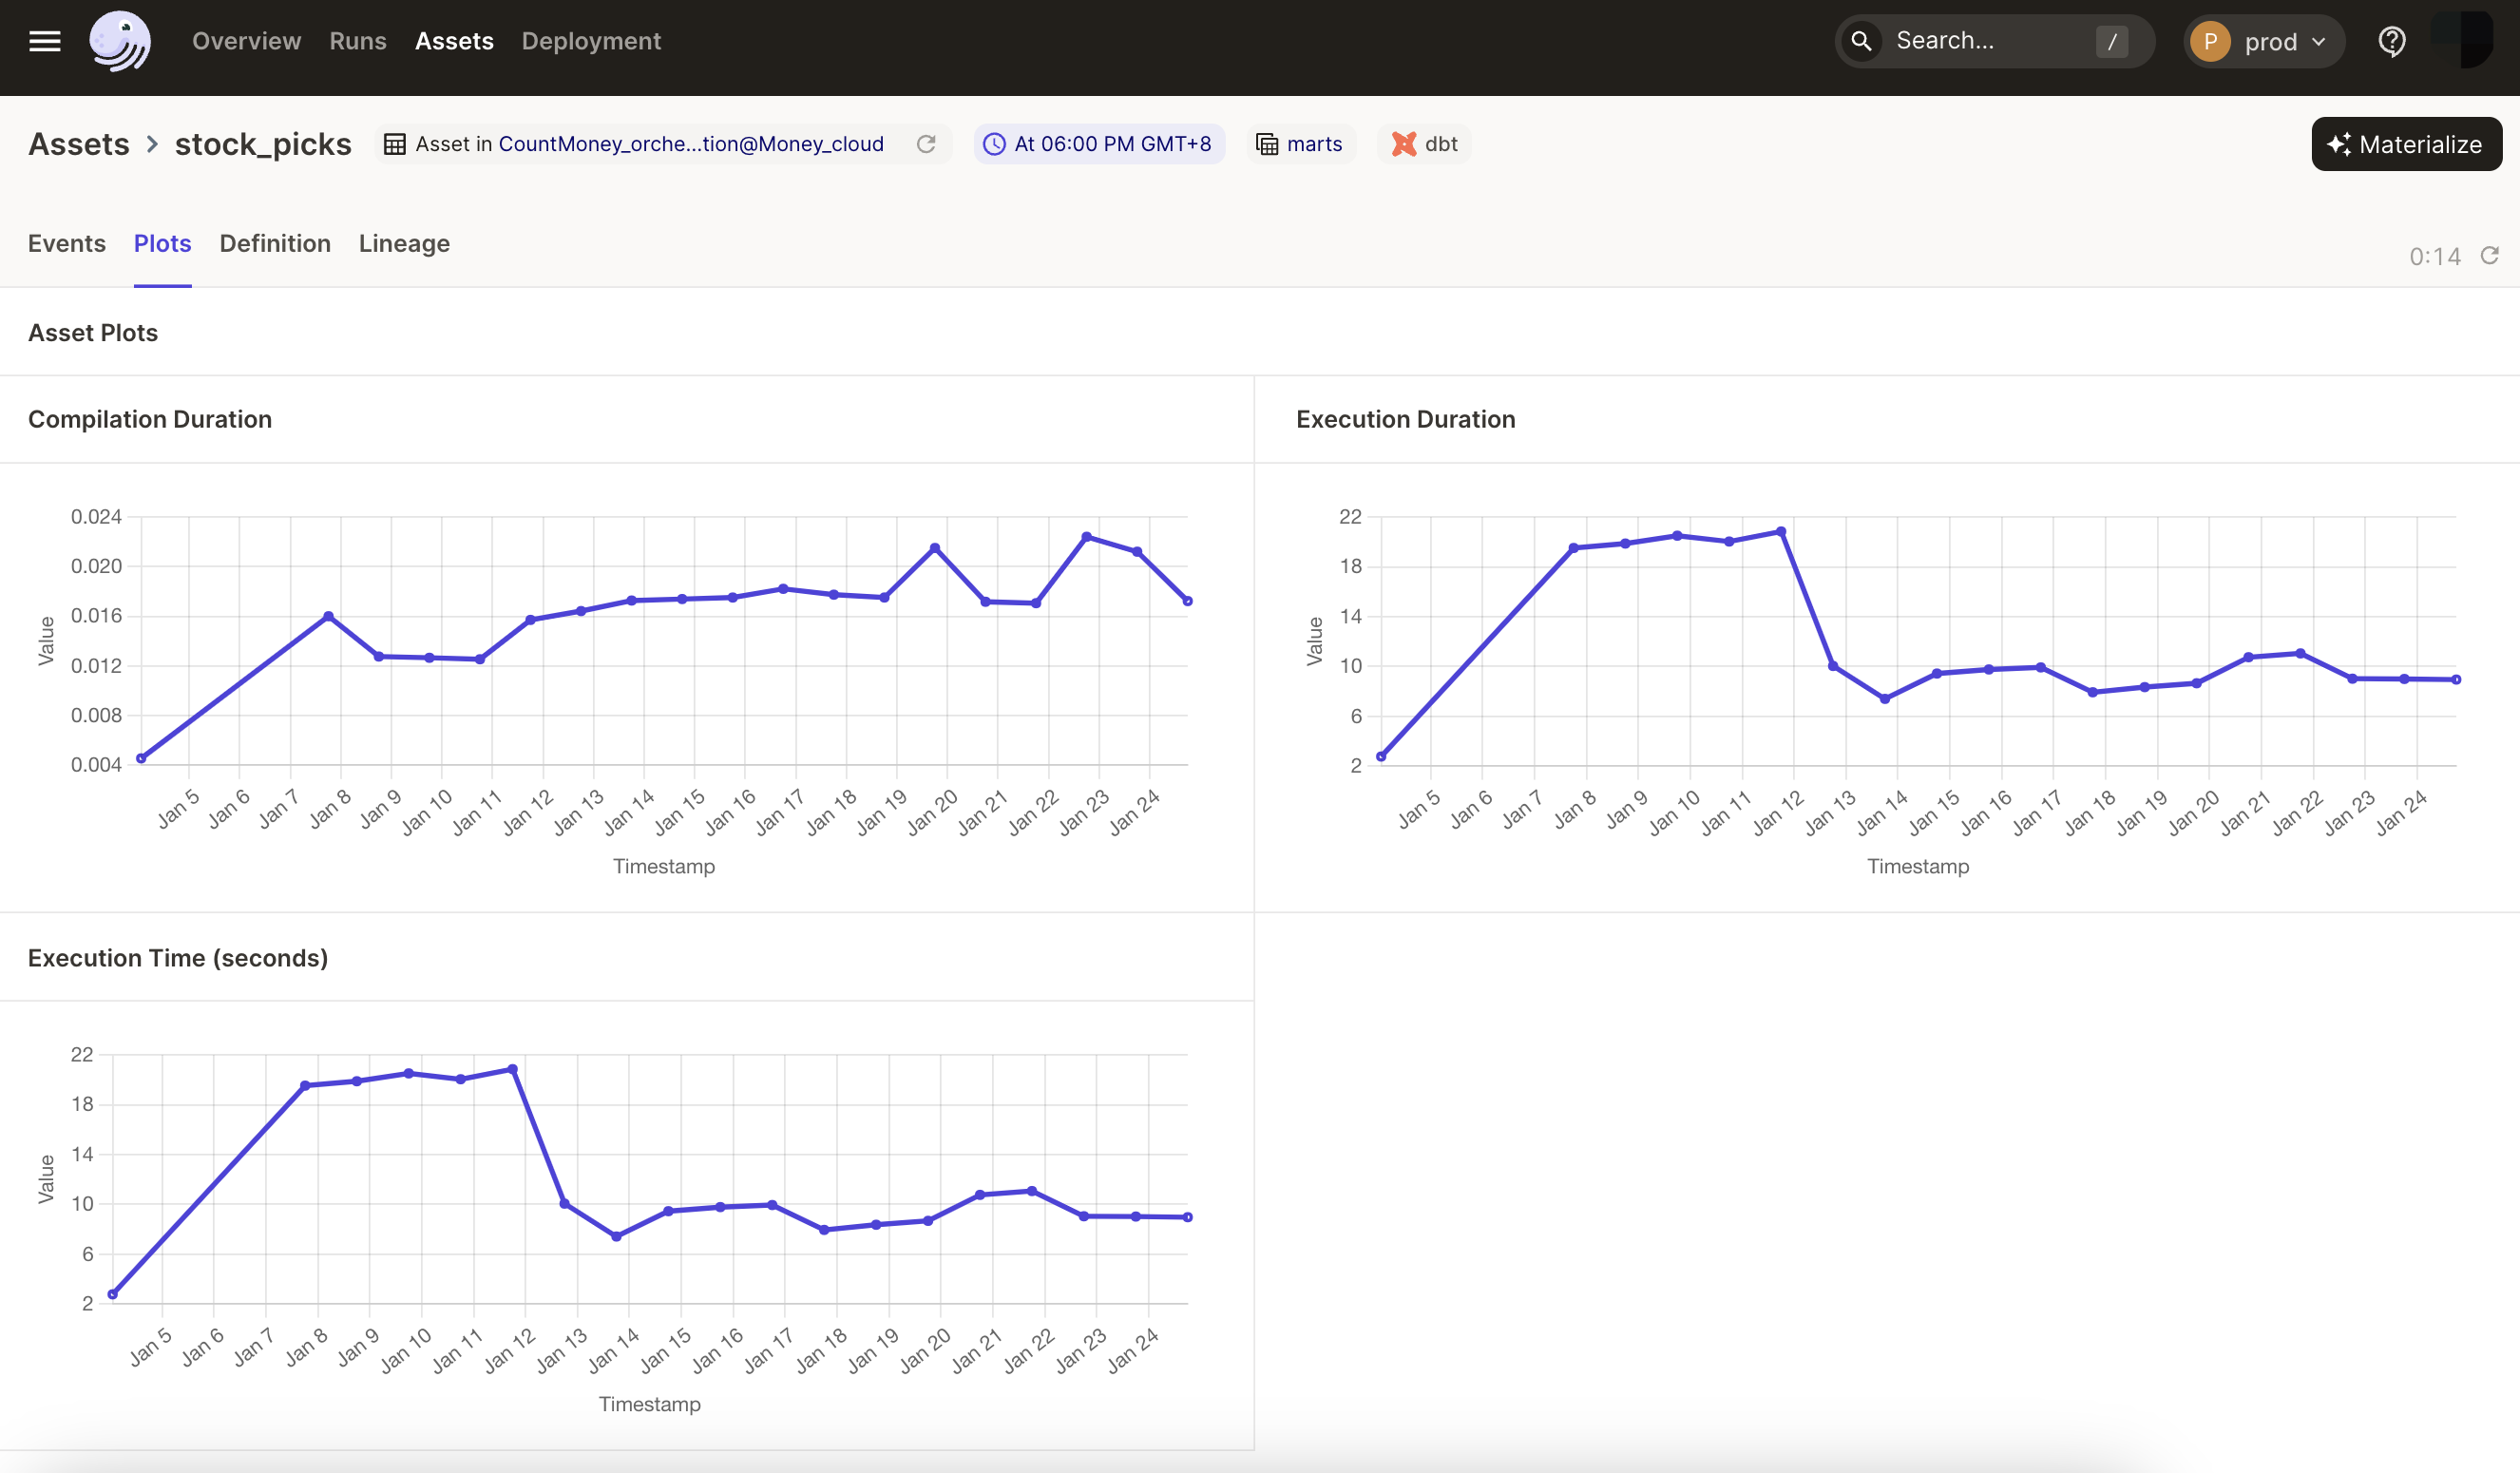 Overview Runs Assets Deployment Search... / P prod
Assets stock_picks Asset in CountMoney_orche...tion@Money_cloud At 06:00 PM GMT+8 marts dbt Materialize
Events Plots Definition Lineage 0:14
Asset Plots
Compilation Duration
0.024
0.020
0.016
0.012
0.008
0.004
Value
Jan 5 Jan 6 Jan 7 Jan 8 Jan 9 Jan 10 Jan 11 Jan 12 Jan 13 Jan 14 Jan 15 Jan 16 Jan 17 Jan 18 Jan 19 Jan 20 Jan 21 Jan 22 Jan 23 Jan 24
Timestamp
Execution Duration
22
18
14
10
6
2
Value
Jan 5 Jan 6 Jan 7 Jan 8 Jan 9 Jan 10 Jan 11 Jan 12 Jan 13 Jan 14 Jan 15 Jan 16 Jan 17 Jan 18 Jan 19 Jan 20 Jan 21 Jan 22 Jan 23 Jan 24
Timestamp
Execution Time (seconds)
22
18
14
10
6
2
Value
Jan 5 Jan 6 Jan 7 Jan 8 Jan 9 Jan 10 Jan 11 Jan 12 Jan 13 Jan 14 Jan 15 Jan 16 Jan 17 Jan 18 Jan 19 Jan 20 Jan 21 Jan 22 Jan 23 Jan 24
Timestamp